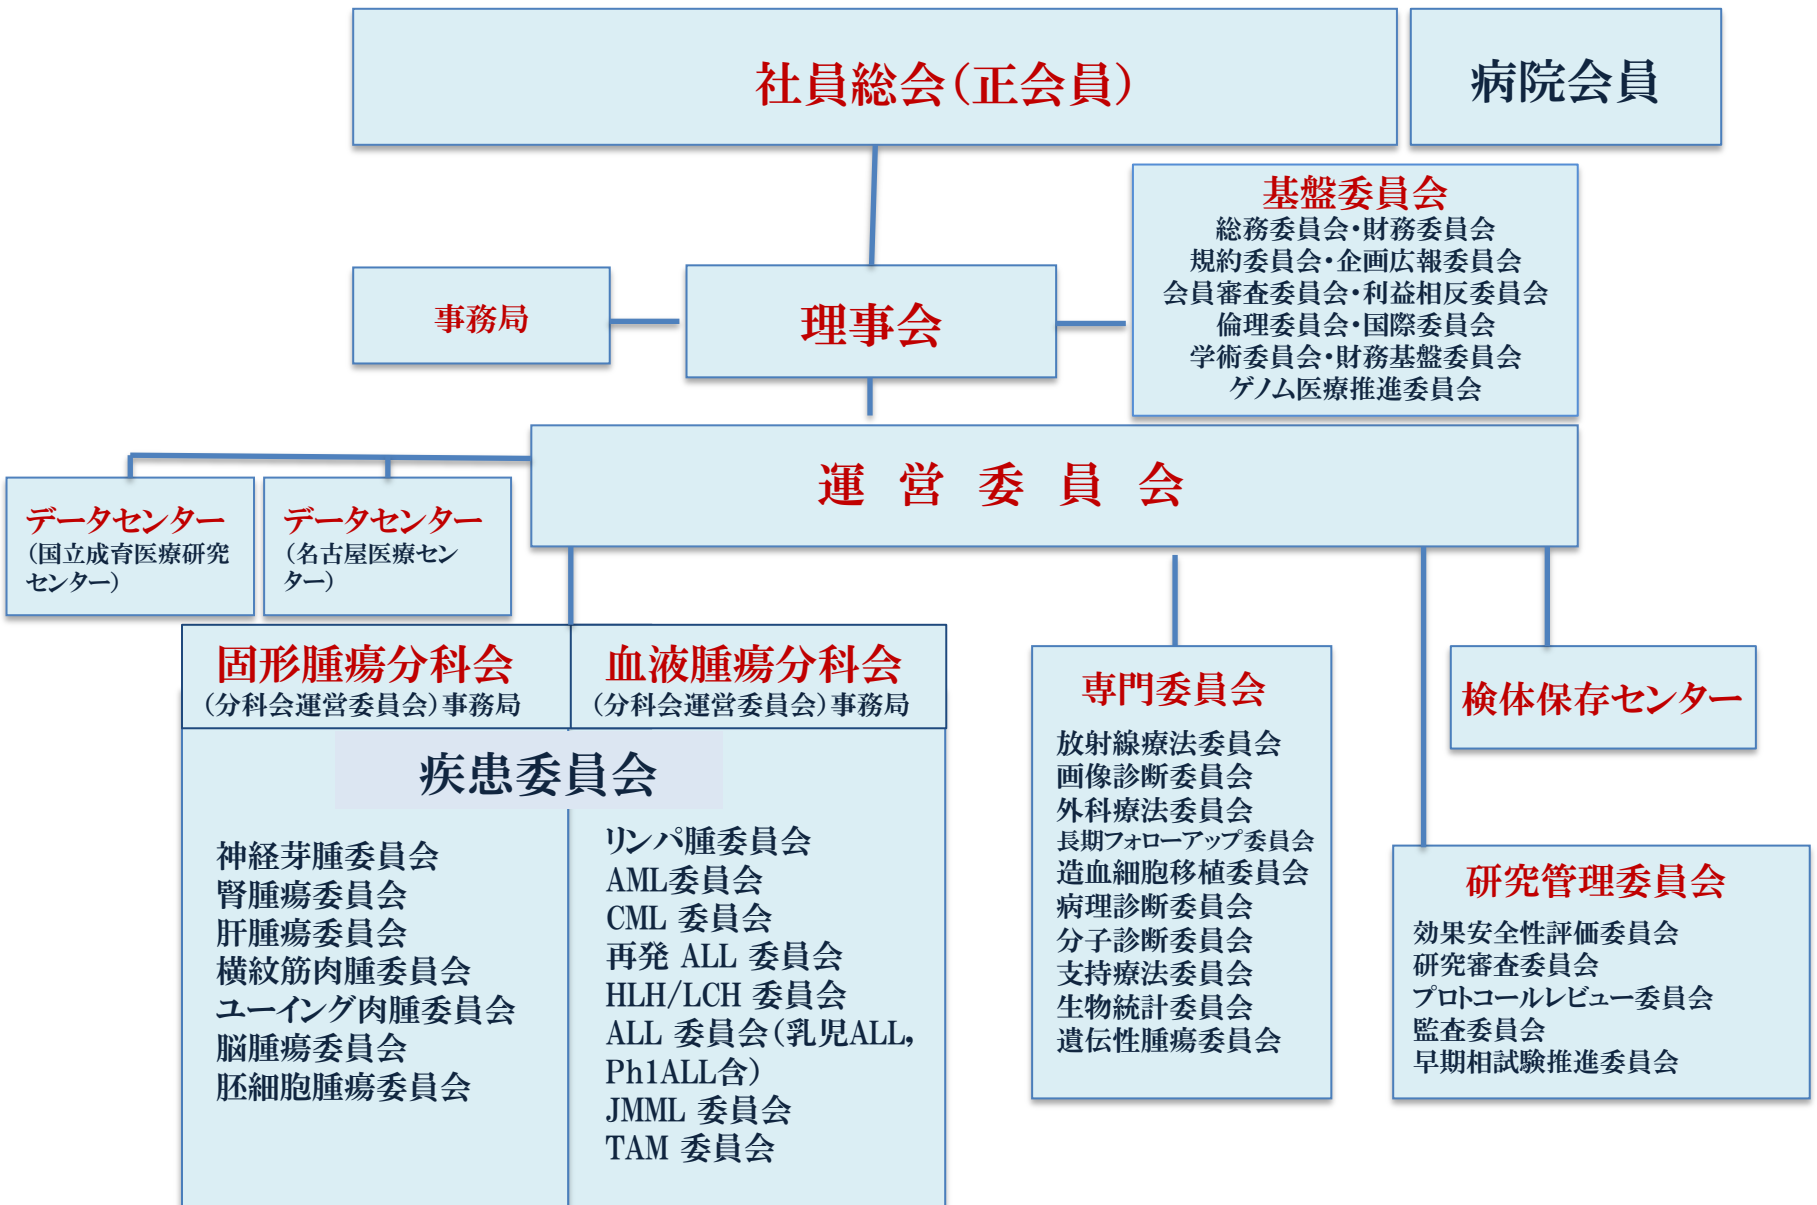 社員総会（正会員）
病院会員
基盤委員会
総務委員会・財務委員会
規約委員会・企画広報委員会
会員審査委員会・利益相反委員会
倫理委員会・国際委員会
学術委員会・財務基盤委員会
ゲノム医療推進委員会
事務局
理事会
運 営 委 員 会
データセンター
（国立成育医療研究
センター）
データセンター
（名古屋医療セン
ター）
固形腫瘍分科会
（分科会運営委員会）事務局
血液腫瘍分科会
（分科会運営委員会）事務局
疾患委員会
神経芽腫委員会
腎腫瘍委員会
肝腫瘍委員会
横紋筋肉腫委員会
ユーイング肉腫委員会
脳腫瘍委員会
胚細胞腫瘍委員会
リンパ腫委員会
AML委員会
CML 委員会
再発 ALL 委員会
HLH/LCH 委員会
ALL 委員会（乳児ALL，
Ph1ALL含）
JMML 委員会
TAM 委員会
専門委員会
放射線療法委員会
画像診断委員会
外科療法委員会
長期フォローアップ委員会
造血細胞移植委員会
病理診断委員会
分子診断委員会
支持療法委員会
生物統計委員会
遺伝性腫瘍委員会
検体保存センター
研究管理委員会
効果安全性評価委員会
研究審査委員会
プロトコールレビュー委員会
監査委員会
早期相試験推進委員会